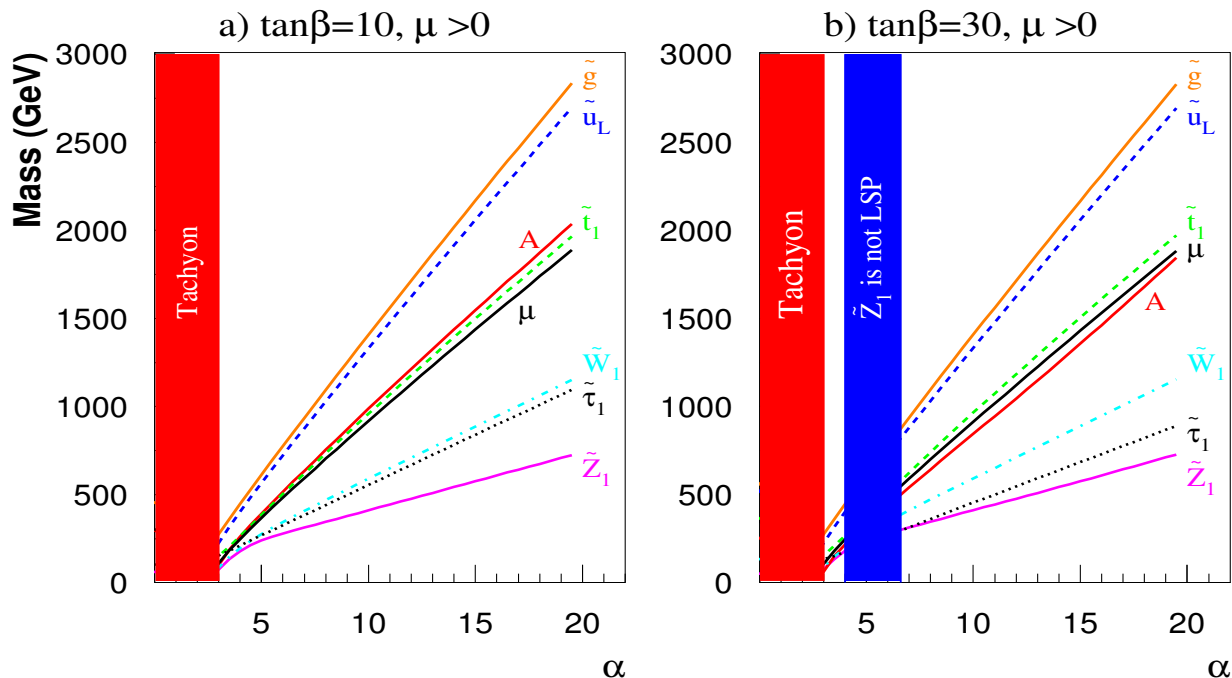 a) tanβ=10, μ >0
b) tanβ=30, μ >0
Mass (GeV)
3000
2500
2000
1500
1000
500
0
Tachyon
g̃
ũ_L
A
t̃₁
μ
W̃₁
τ̃₁
Z̃₁
5
10
15
20
α
3000
2500
2000
1500
1000
500
0
Tachyon
Z̃₁ is not LSP
g̃
ũ_L
t̃₁
μ
A
W̃₁
τ̃₁
Z̃₁
5
10
15
20
α